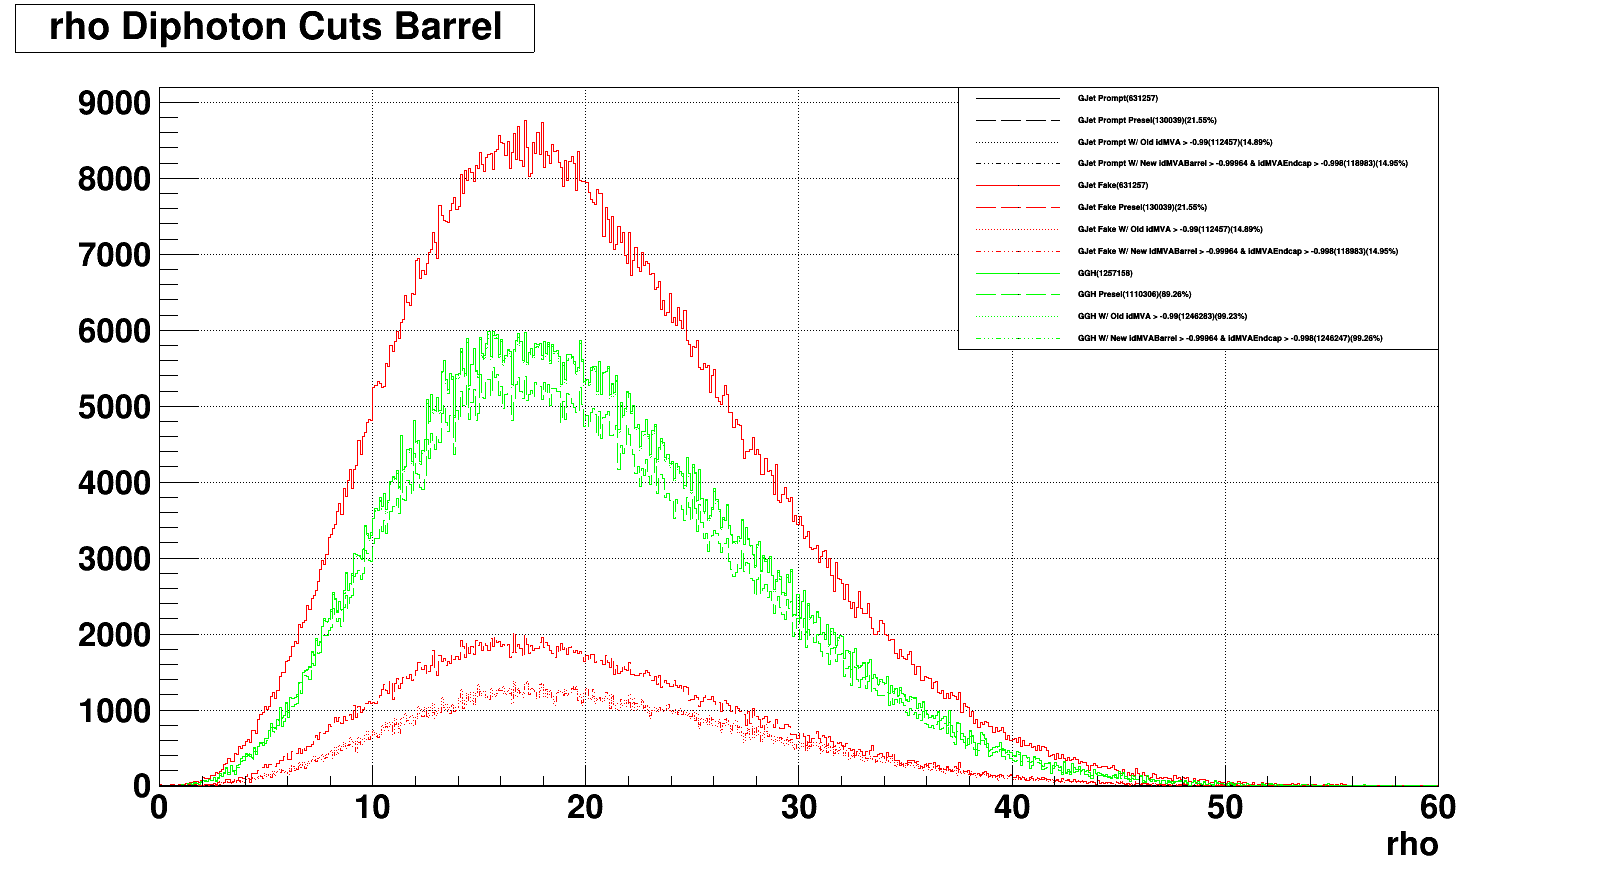 rho Diphoton Cuts Barrel
9000
8000
7000
6000
5000
4000
3000
2000
1000
0
GJet Prompt(631257)
GJet Prompt Presel(130039)(21.55%)
GJet Prompt W/ Old idMVA > -0.99(112457)(14.89%)
GJet Prompt W/ New idMVABarrel > -0.99964 & idMVAEndcap > -0.998(118983)(14.95%)
GJet Fake(631257)
GJet Fake Presel(130039)(21.55%)
GJet Fake W/ Old idMVA > -0.99(112457)(14.89%)
GJet Fake W/ New idMVABarrel > -0.99964 & idMVAEndcap > -0.998(118983)(14.95%)
GGH(1257158)
GGH Presel(1110306)(89.26%)
GGH W/ Old idMVA > -0.99(1246283)(99.23%)
GGH W/ New idMVABarrel > -0.99964 & idMVAEndcap > -0.998(1246247)(99.26%)
0 10 20 30 40 50 60
rho